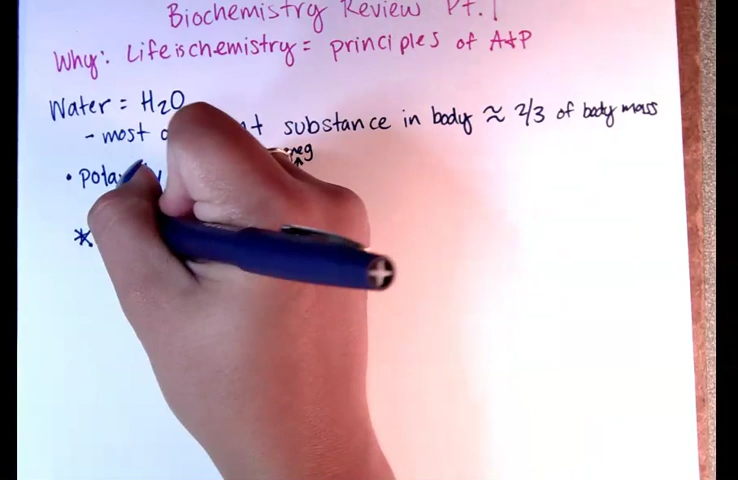 Biochemistry Review Pt. 1
Why: Life is chemistry = principles of A+P
Water = H2O
- most substance in body ≈ 2/3 of body mass
neg
• pola
*